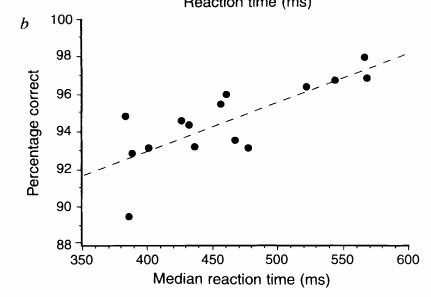 Reaction time (ms)
b
100
98
96
94
92
90
88
Percentage correct
350 400 450 500 550 600
Median reaction time (ms)